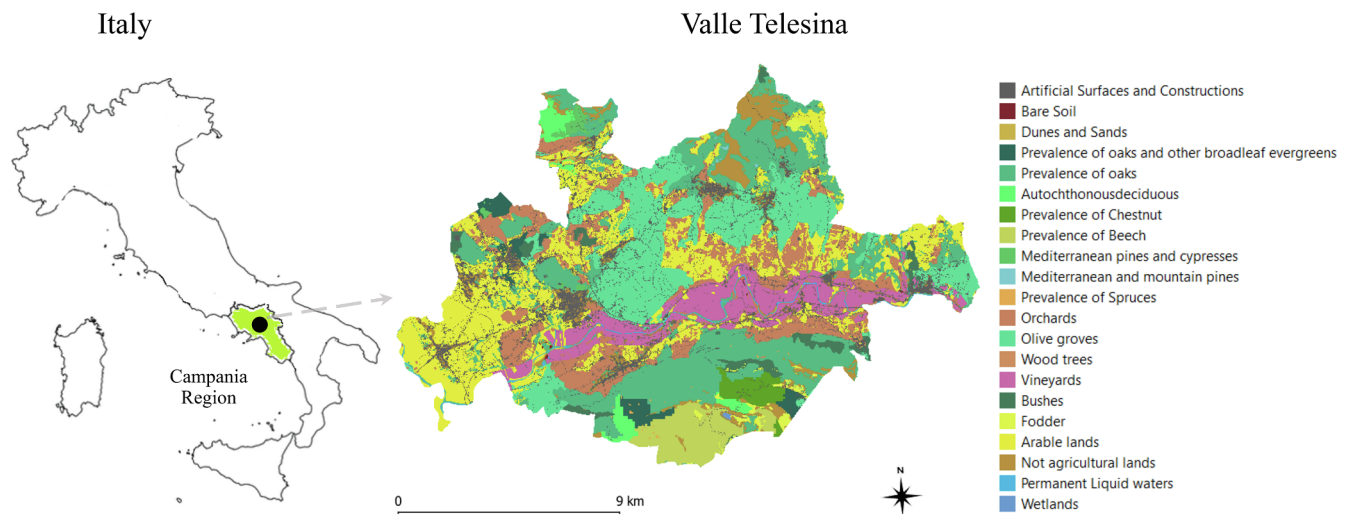 Italy
Valle Telesina
Campania
Region
Artificial Surfaces and Constructions
Bare Soil
Dunes and Sands
Prevalence of oaks and other broadleaf evergreens
Prevalence of oaks
Autochthonousdeciduous
Prevalence of Chestnut
Prevalence of Beech
Mediterranean pines and cypresses
Mediterranean and mountain pines
Prevalence of Spruces
Orchards
Olive groves
Wood trees
Vineyards
Bushes
Fodder
Arable lands
Not agricultural lands
Permanent Liquid waters
Wetlands
N
0 9 km